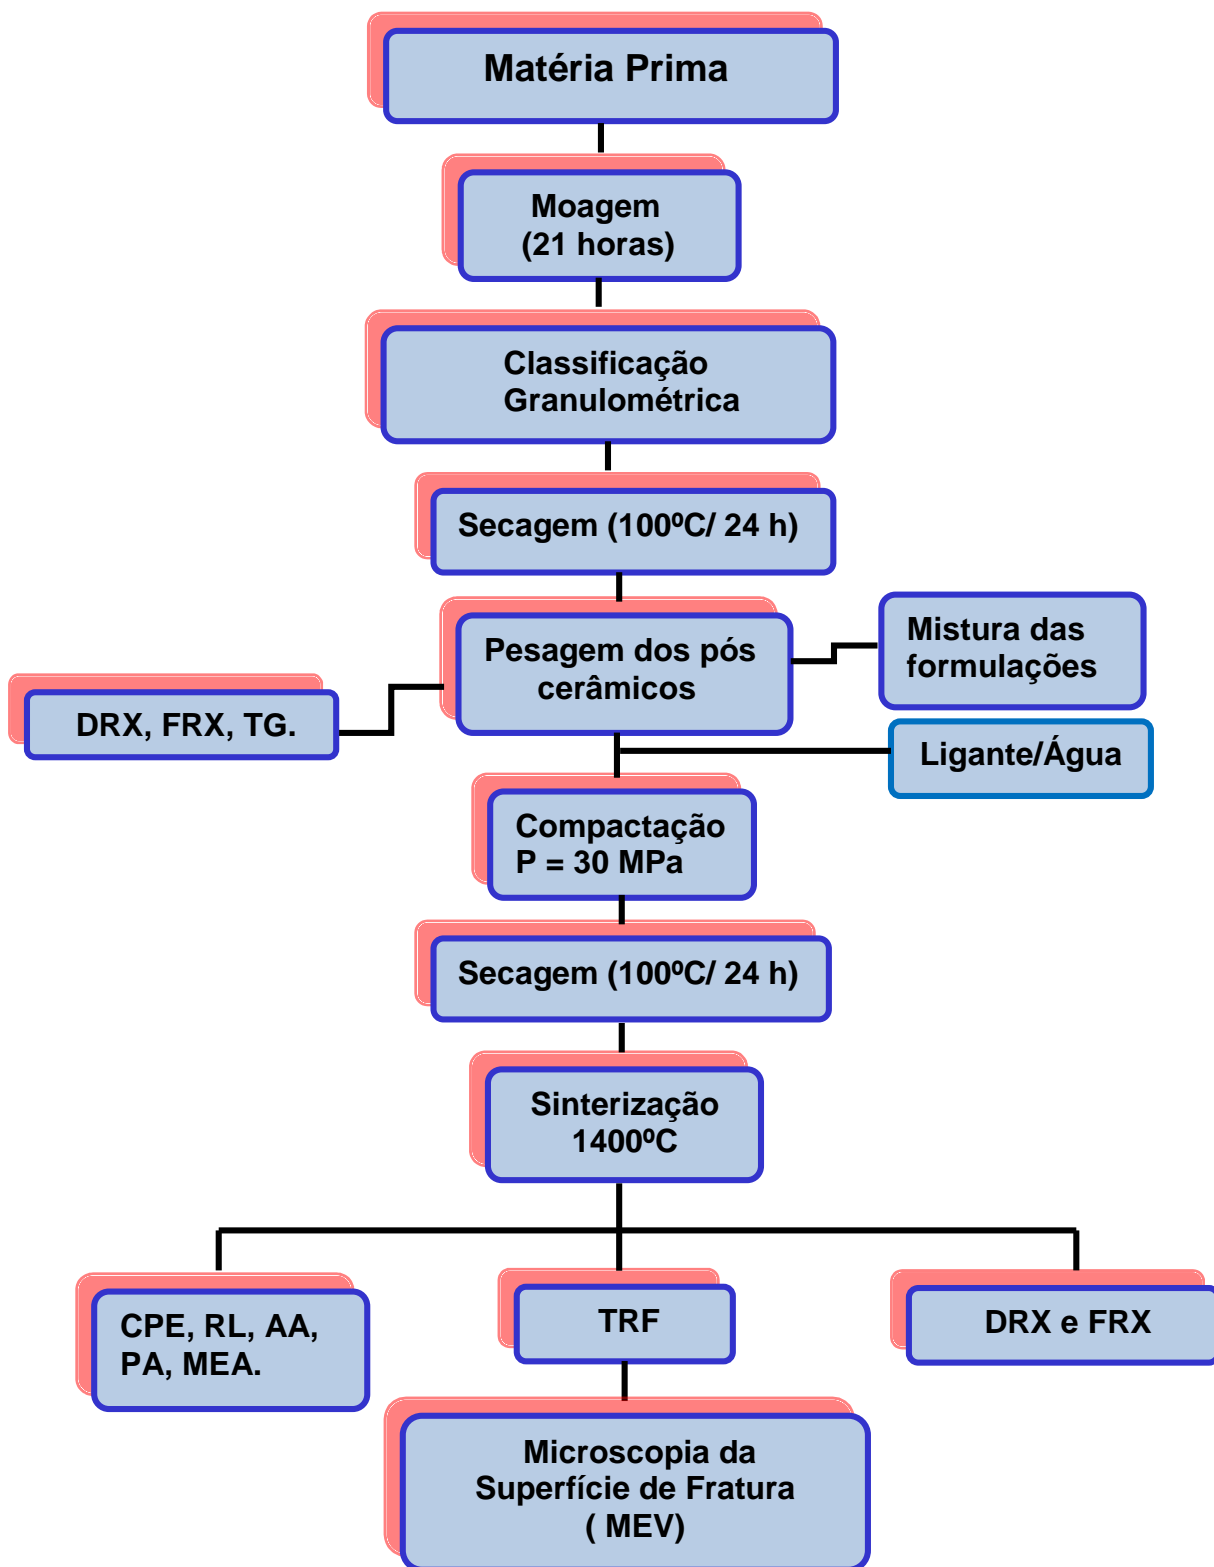 Matéria Prima
Moagem
(21 horas)
Classificação
Granulométrica
Secagem (100ºC/ 24 h)
Pesagem dos pós
cerâmicos
Mistura das
formulações
DRX, FRX, TG.
Ligante/Água
Compactação
P = 30 MPa
Secagem (100ºC/ 24 h)
Sinterização
1400ºC
CPE, RL, AA,
PA, MEA.
TRF
DRX e FRX
Microscopia da
Superfície de Fratura
( MEV)